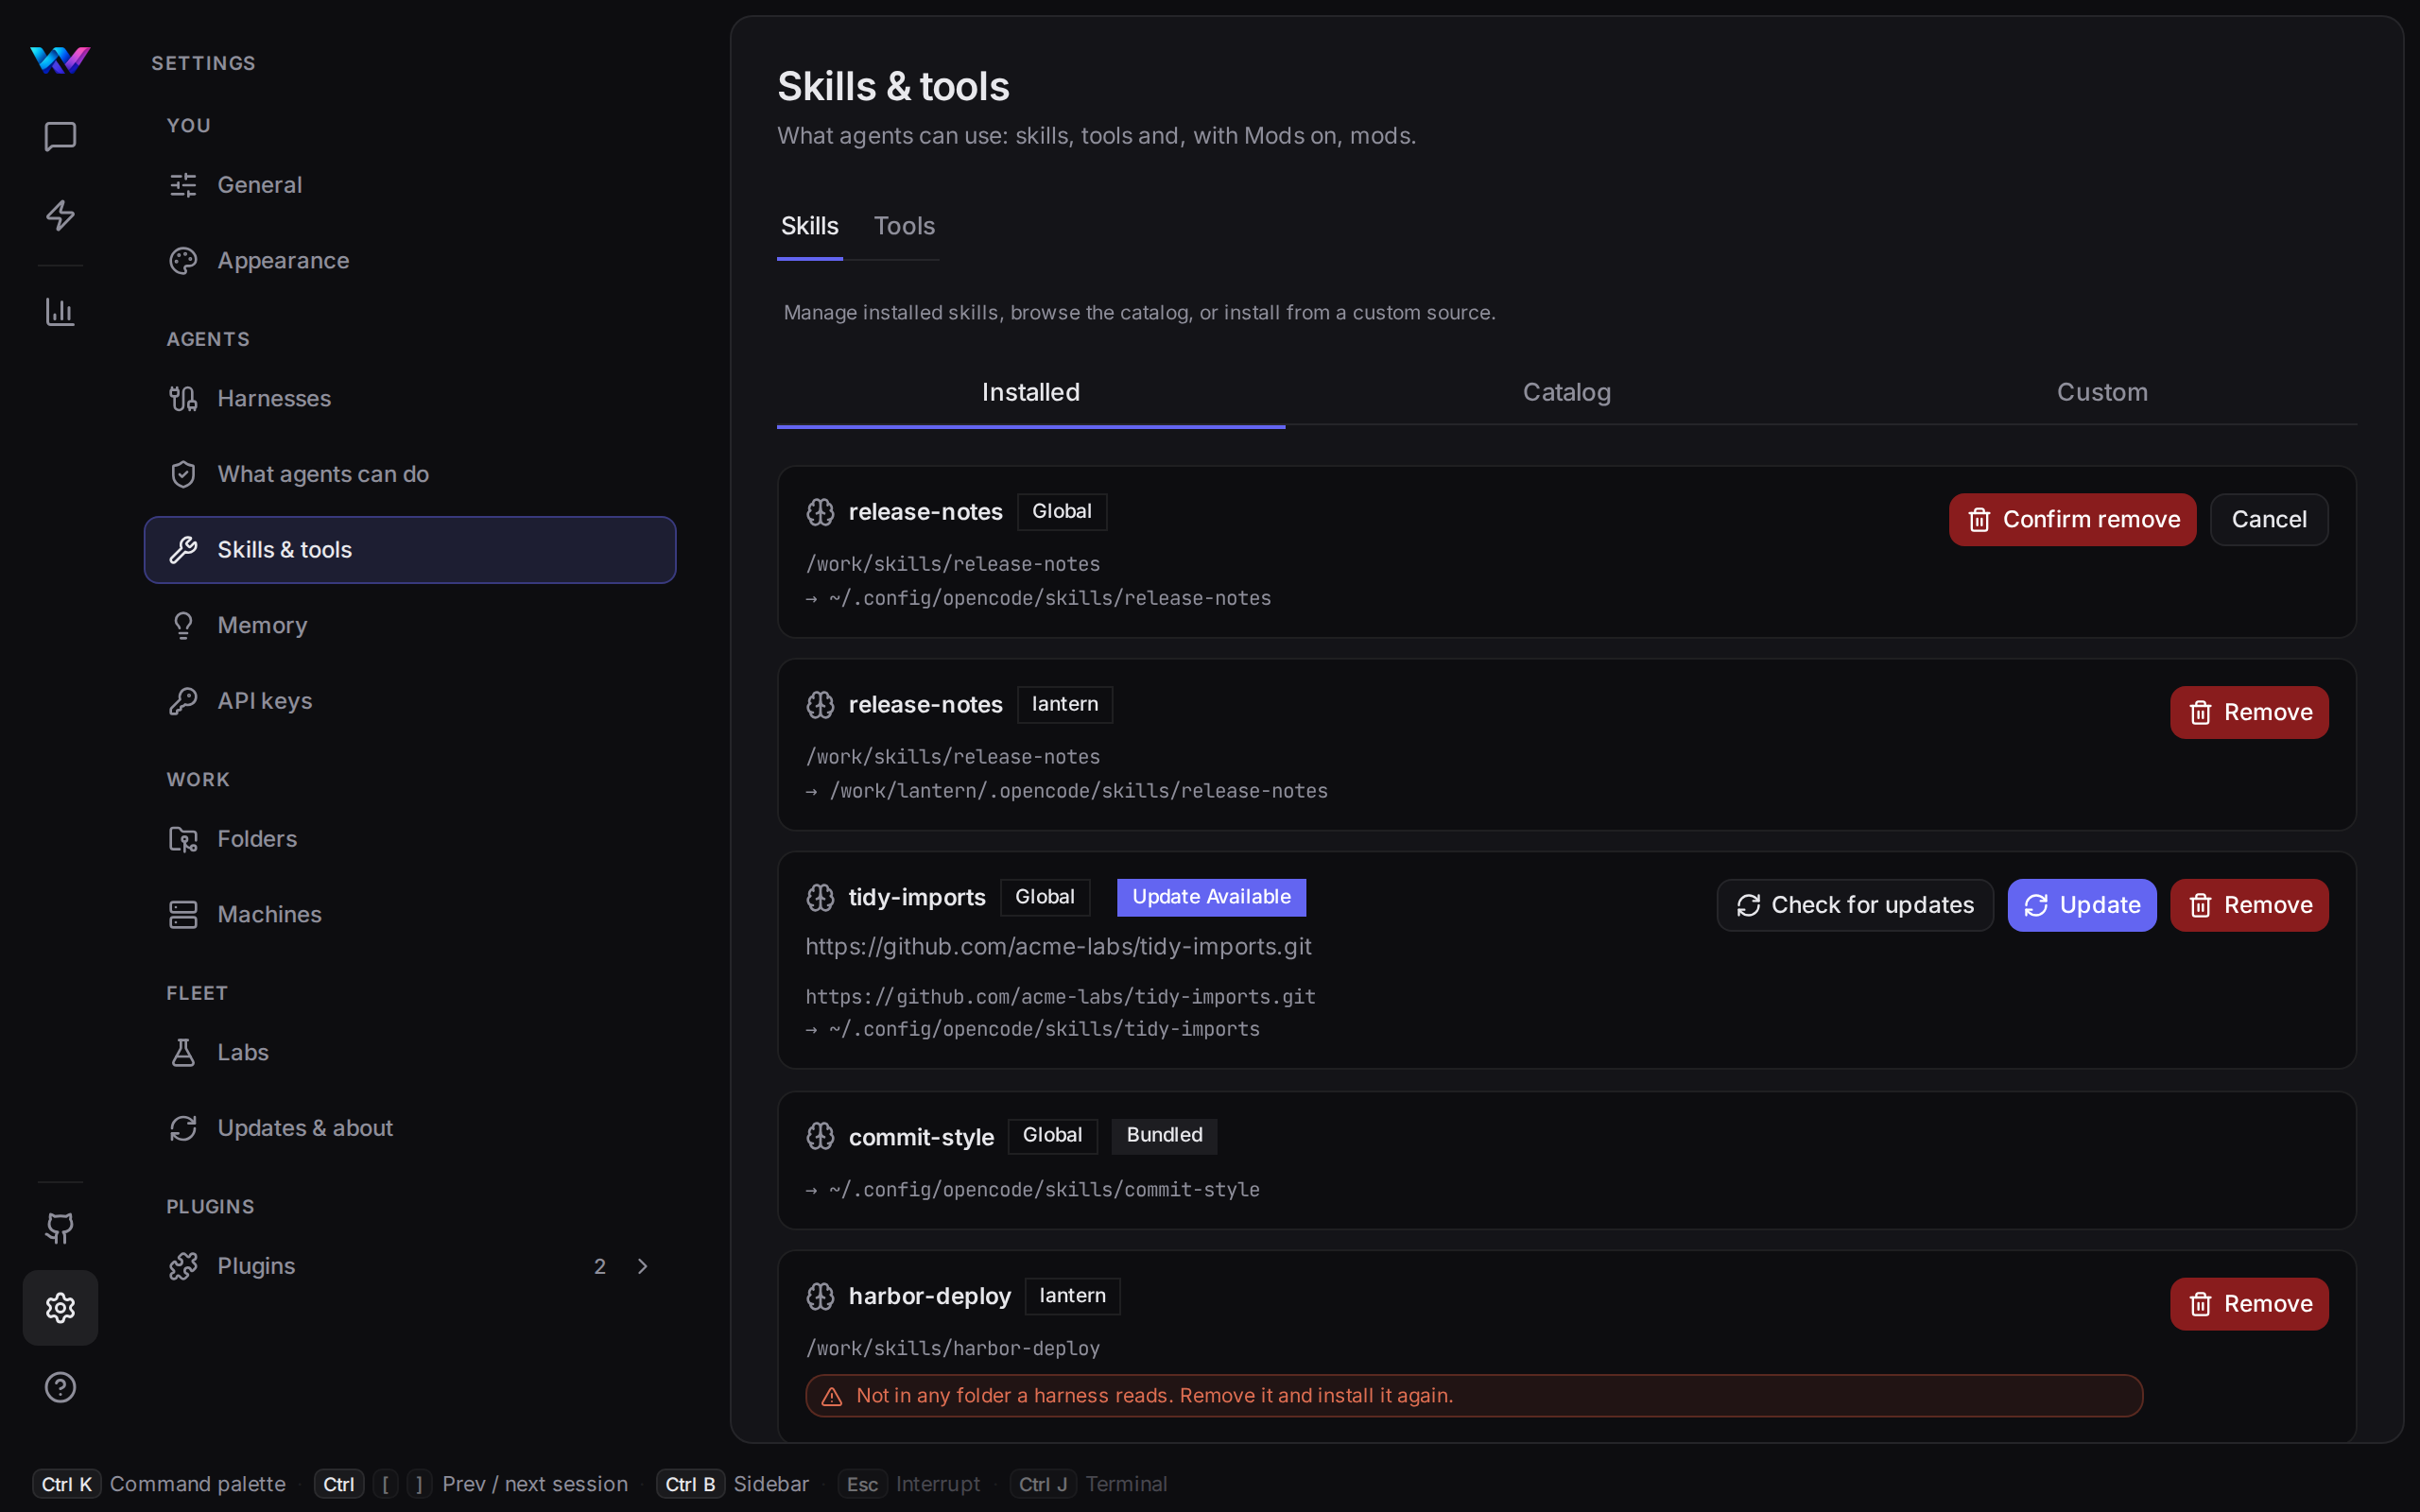 SETTINGS
YOU
General
Appearance
AGENTS
Harnesses
What agents can do
Skills & tools
Memory
API keys
WORK
Folders
Machines
FLEET
Labs
Updates & about
PLUGINS
Plugins 2
Skills & tools
What agents can use: skills, tools and, with Mods on, mods.
Skills Tools
Manage installed skills, browse the catalog, or install from a custom source.
Installed Catalog Custom
release-notes Global Confirm remove Cancel
/work/skills/release-notes
→ ~/.config/opencode/skills/release-notes
release-notes lantern Remove
/work/skills/release-notes
→ /work/lantern/.opencode/skills/release-notes
tidy-imports Global Update Available Check for updates Update Remove
https://github.com/acme-labs/tidy-imports.git
https://github.com/acme-labs/tidy-imports.git
→ ~/.config/opencode/skills/tidy-imports
commit-style Global Bundled
→ ~/.config/opencode/skills/commit-style
harbor-deploy lantern Remove
/work/skills/harbor-deploy
Not in any folder a harness reads. Remove it and install it again.
Ctrl K Command palette · Ctrl [ ] Prev / next session · Ctrl B Sidebar · Esc Interrupt · Ctrl J Terminal